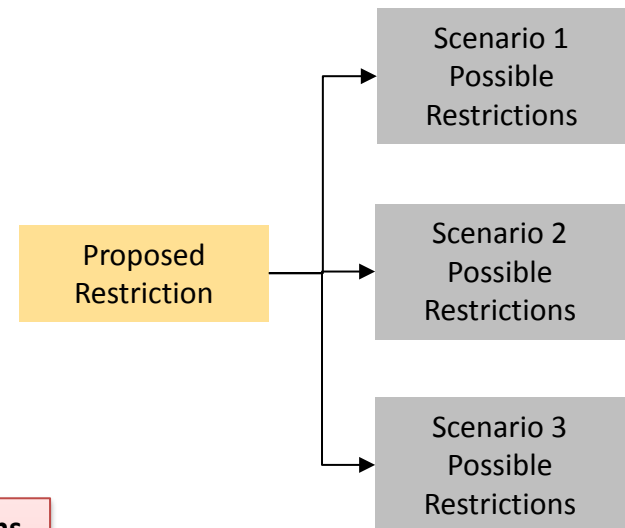 Scenario 1
Possible
Restrictions
Proposed
Restriction
Scenario 2
Possible
Restrictions
Scenario 3
Possible
Restrictions